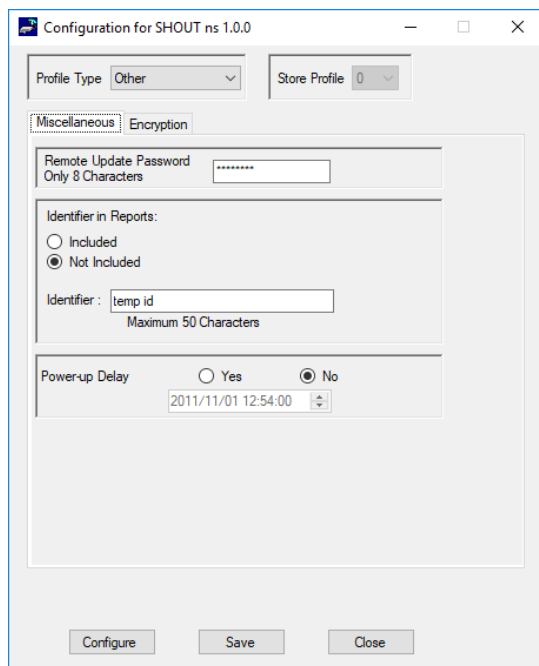 Configuration for SHOUT ns 1.0.0
Profile Type Other Store Profile 0
Miscellaneous Encryption
Remote Update Password
Only 8 Characters ********
Identifier in Reports:
Included
Not Included
Identifier : temp id
Maximum 50 Characters
Power-up Delay Yes No
2011/11/01 12:54:00
Configure Save Close